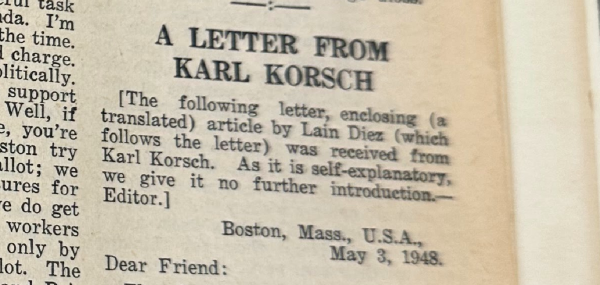 task
da. I'm
the time.
charge.
olitically.
support
Well, if
e, you're
ston try
allot; we
ures for
ve do get
workers
only by
lot. The
A LETTER FROM
KARL KORSCH
[The following letter, enclosing (a
translated) article by Lain Diez (which
follows the letter) was received from
Karl Korsch. As it is self-explanatory,
we give it no further introduction.—
Editor.]
Boston, Mass., U.S.A.,
May 3, 1948.
Dear Friend: